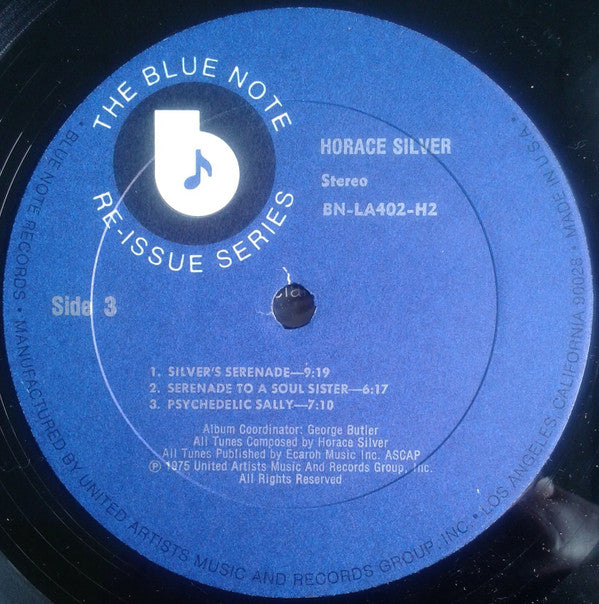 THE BLUE NOTE
RE-ISSUE SERIES
HORACE SILVER
Stereo
BN-LA402-H2
Side 3
1. SILVER'S SERENADE—9:19
2. SERENADE TO A SOUL SISTER—6:17
3. PSYCHEDELIC SALLY—7:10
Album Coordinator: George Butler
All Tunes Composed by Horace Silver
All Tunes Published by Ecaroh Music Inc. ASCAP
Ⓟ 1975 United Artists Music And Records Group, Inc.
All Rights Reserved
• BLUE NOTE RECORDS • MANUFACTURED BY UNITED ARTISTS MUSIC AND RECORDS GROUP, INC. • LOS ANGELES, CALIFORNIA 90028 • MADE IN U.S.A. •